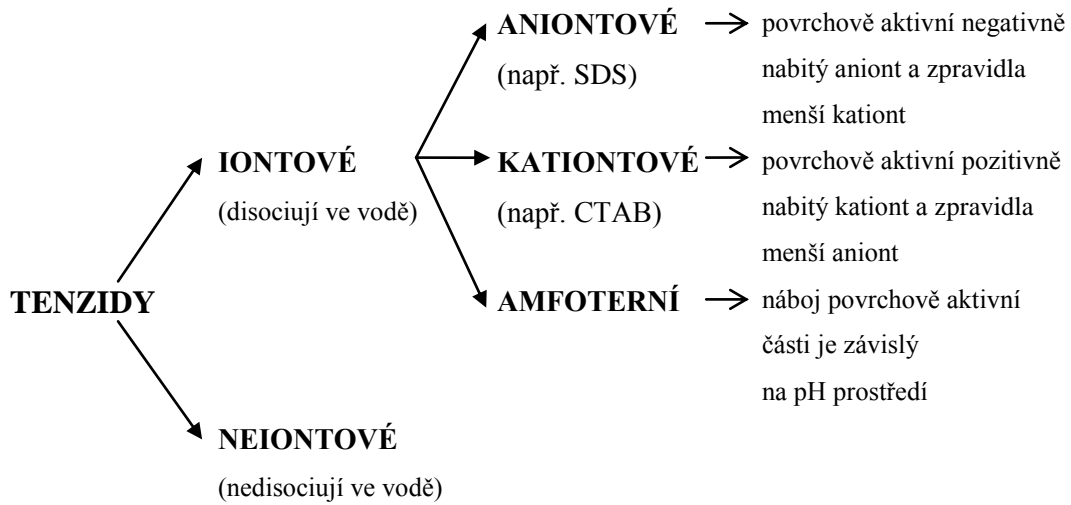 TENZIDY
IONTOVÉ
(disociují ve vodě)
ANIONTOVÉ
(např. SDS)
povrchově aktivní negativně
nabitý aniont a zpravidla
menší kationt
KATIONTOVÉ
(např. CTAB)
povrchově aktivní pozitivně
nabitý kationt a zpravidla
menší aniont
AMFOTERNÍ
náboj povrchově aktivní
části je závislý
na pH prostředí
NEIONTOVÉ
(nedisociují ve vodě)